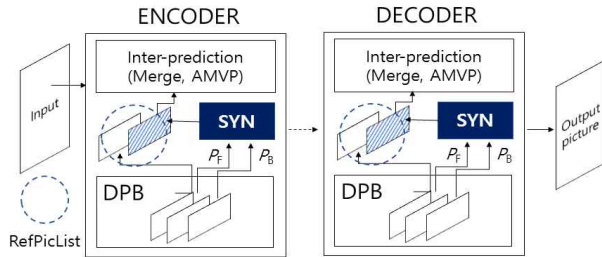 ENCODER
DECODER
Input
Inter-prediction
(Merge, AMVP)
SYN
PF
PB
DPB
RefPicList
Inter-prediction
(Merge, AMVP)
SYN
PF
PB
DPB
Output
picture